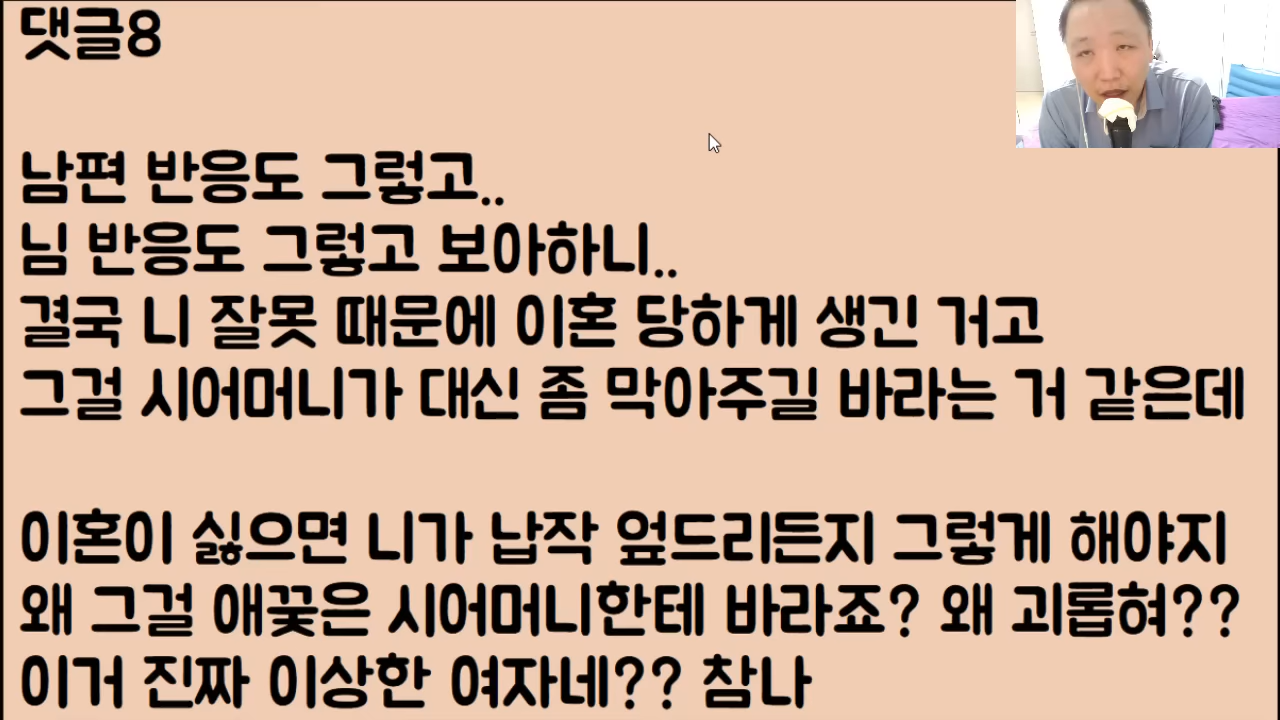 댓글8
남편 반응도 그렇고..
님 반응도 그렇고 보아하니..
결국 니 잘못 때문에 이혼 당하게 생긴 거고
그걸 시어머니가 대신 좀 막아주길 바라는 거 같은데
이혼이 싫으면 니가 납작 엎드리든지 그렇게 해야지
왜 그걸 애꿎은 시어머니한테 바라죠? 왜 괴롭혀??
이거 진짜 이상한 여자네?? 참나